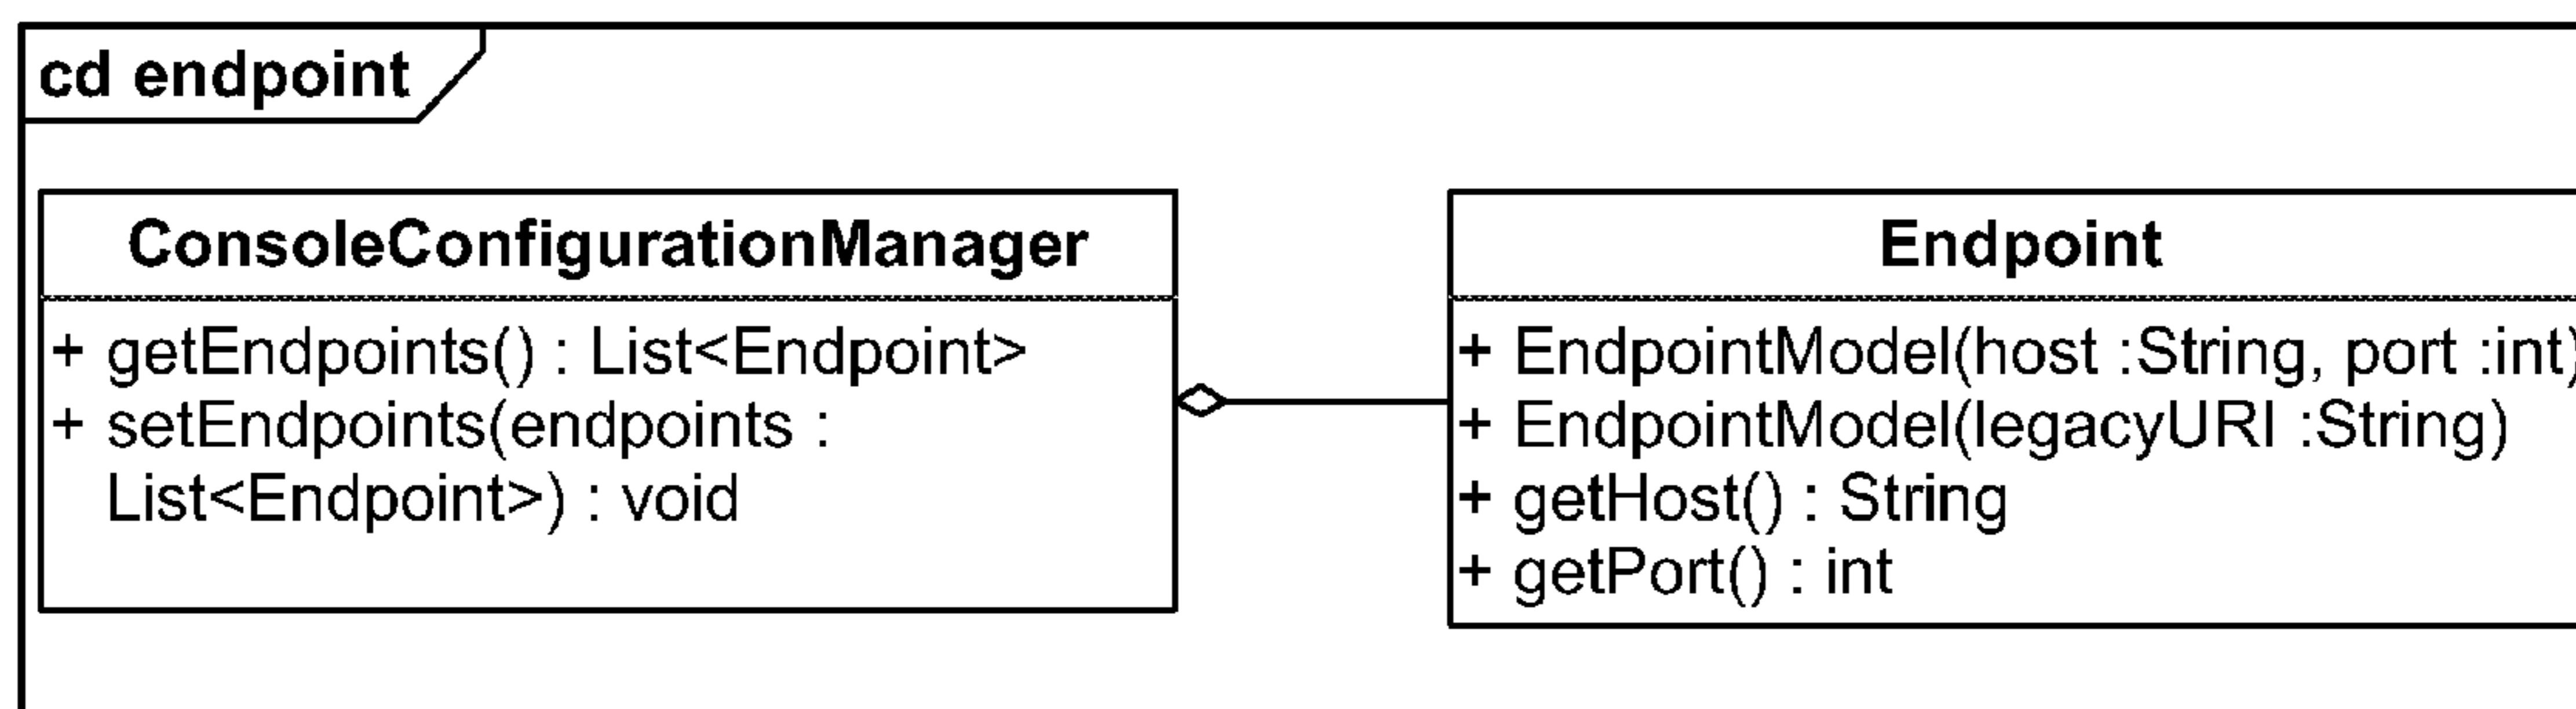 cd endpoint
ConsoleConfigurationManager
+ getEndpoints() : List<Endpoint>
+ setEndpoints(endpoints :
List<Endpoint>) : void
Endpoint
+ EndpointModel(host :String, port :int)
+ EndpointModel(legacyURI :String)
+ getHost() : String
+ getPort() : int